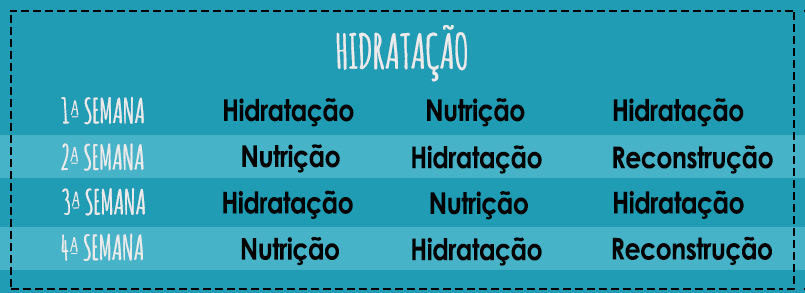 HIDRATAÇÃO
1ª SEMANA Hidratação Nutrição Hidratação
2ª SEMANA Nutrição Hidratação Reconstrução
3ª SEMANA Hidratação Nutrição Hidratação
4ª SEMANA Nutrição Hidratação Reconstrução